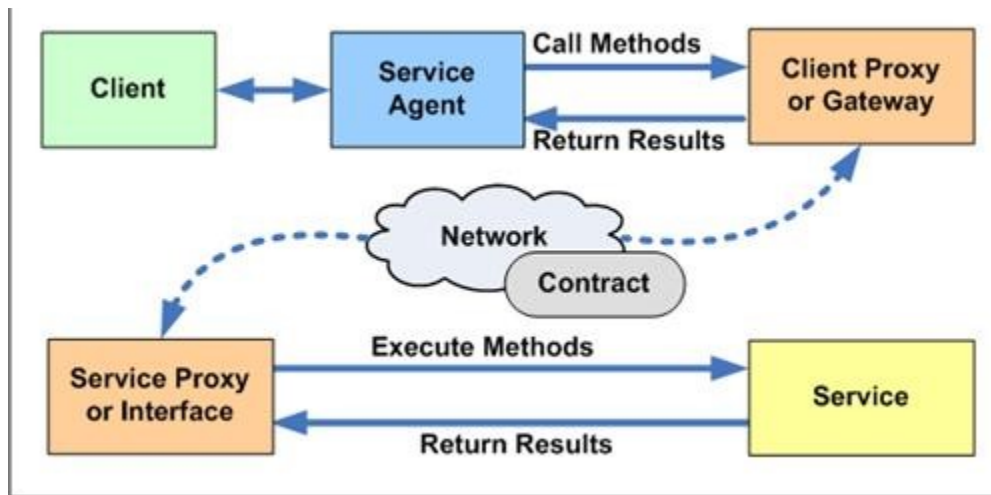 Client
Service
Agent
Call Methods
Return Results
Client Proxy
or Gateway
Network
Contract
Service Proxy
or Interface
Execute Methods
Return Results
Service